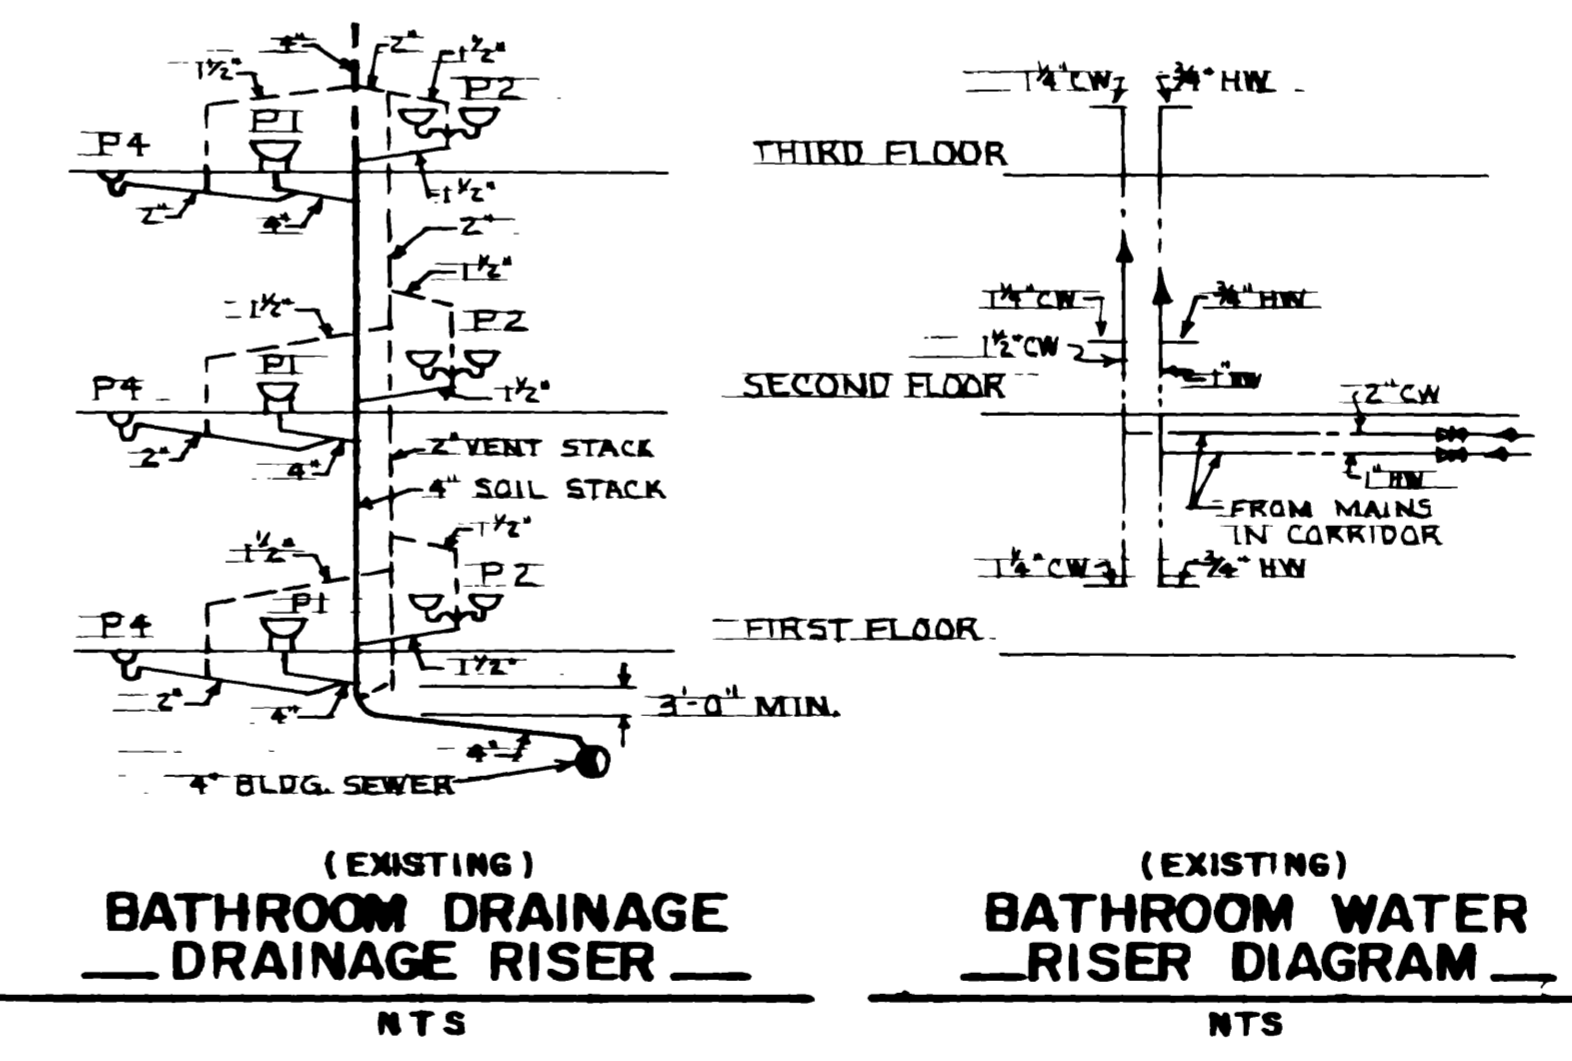 4"
2"
1½"
1½"
P2
P1
P4
2"
4"
1½"
2"
1½"
1½"
P2
P1
P4
1½"
2"
4"
2" VENT STACK
4" SOIL STACK
1½"
1½"
P2
P1
P4
1½"
2"
4"
3'-0" MIN.
4"
4" BLDG. SEWER
(EXISTING)
BATHROOM DRAINAGE
DRAINAGE RISER
NTS
1¼" CW
¾" HW
THIRD FLOOR
1¼" CW
¾" HW
1½" CW
1" HW
SECOND FLOOR
2" CW
1" HW
FROM MAINS
IN CORRIDOR
1¼" CW
¾" HW
FIRST FLOOR
(EXISTING)
BATHROOM WATER
RISER DIAGRAM
NTS